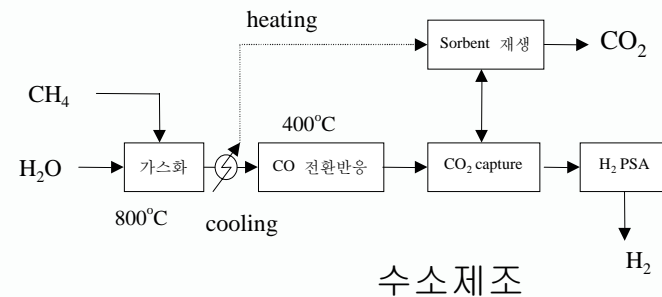 heating
Sorbent 재생
CO₂
CH₄
400°C
H₂O
가스화
CO 전환반응
CO₂ capture
H₂ PSA
800°C
cooling
H₂
수소제조